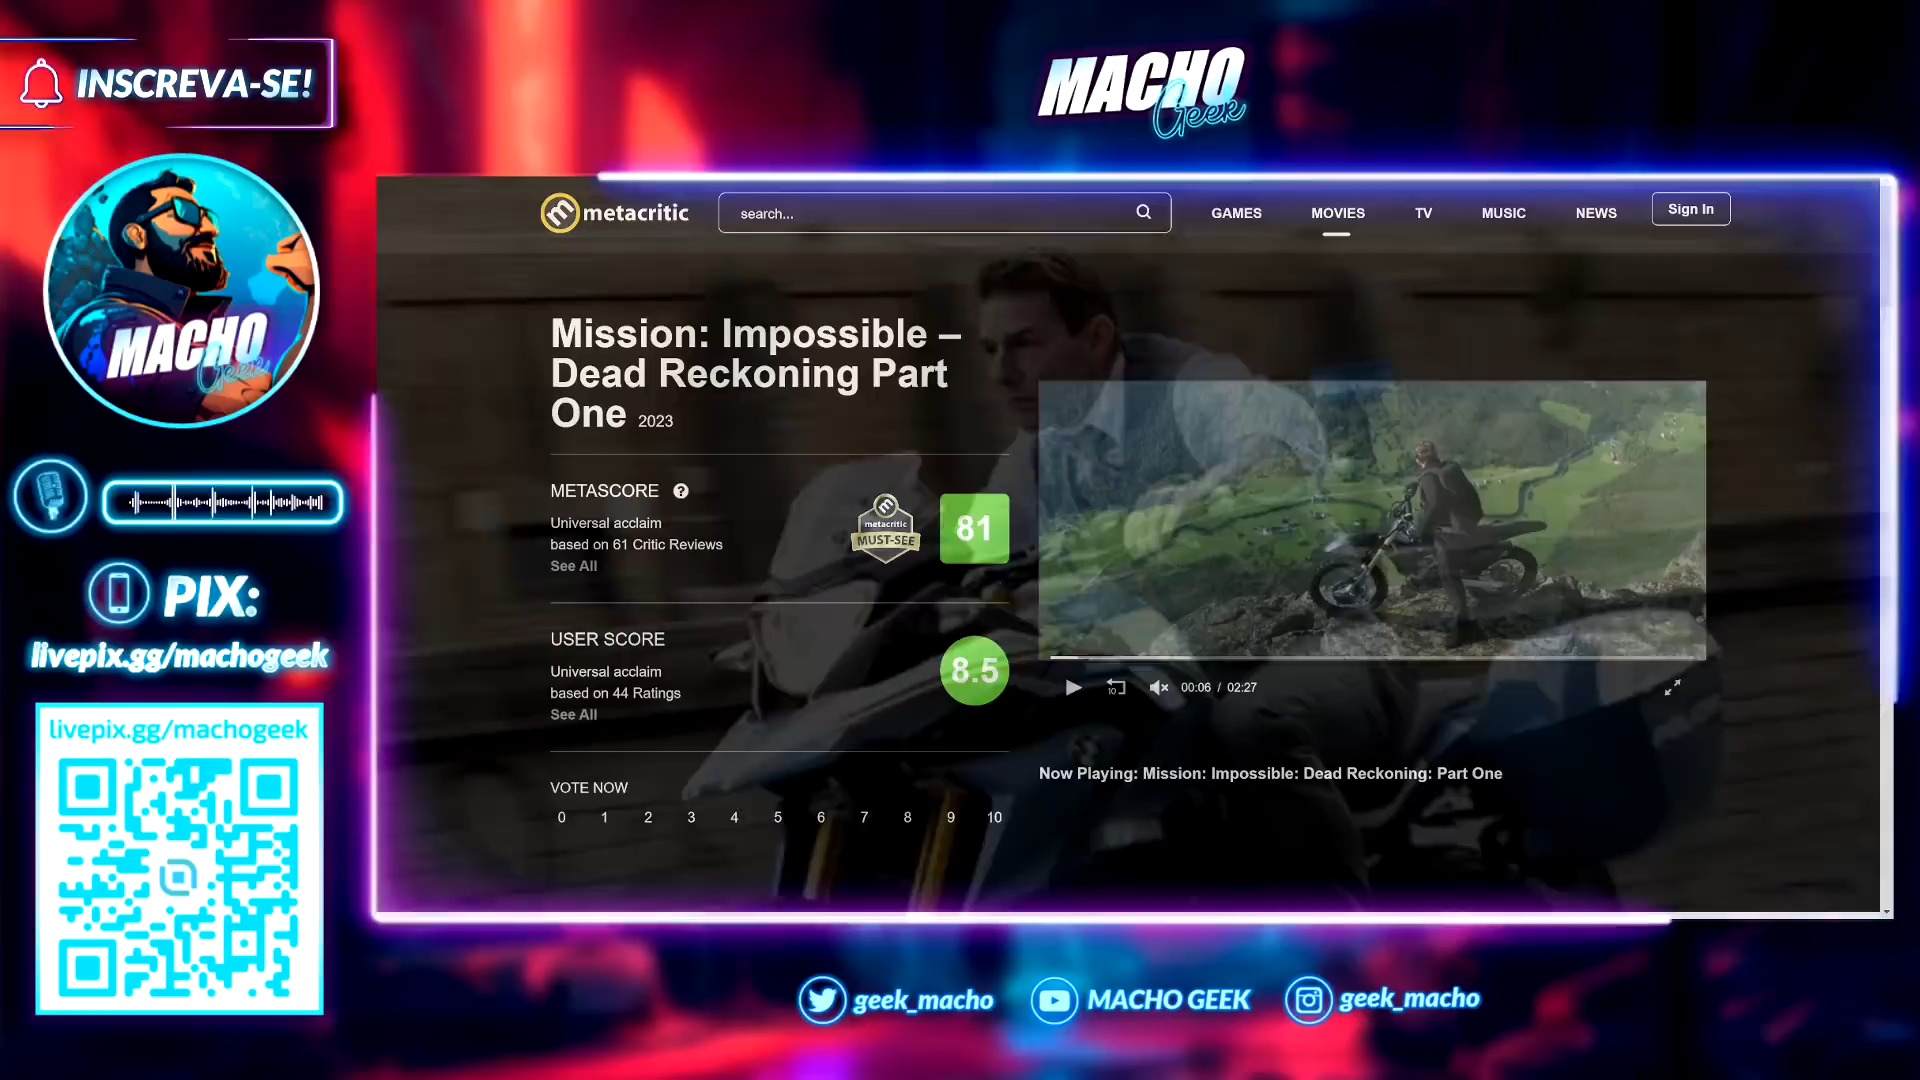 INSCREVA-SE!
MACHO
Geek
MACHO
Geek
PIX:
livepix.gg/machogeek
livepix.gg/machogeek
metacritic
search...
GAMES
MOVIES
TV
MUSIC
NEWS
Sign In
Mission: Impossible –
Dead Reckoning Part
One 2023
METASCORE ?
Universal acclaim
based on 61 Critic Reviews
See All
metacritic
MUST-SEE
81
USER SCORE
Universal acclaim
based on 44 Ratings
See All
8.5
VOTE NOW
0 1 2 3 4 5 6 7 8 9 10
10
00:06 / 02:27
Now Playing: Mission: Impossible: Dead Reckoning: Part One
geek_macho
MACHO GEEK
geek_macho